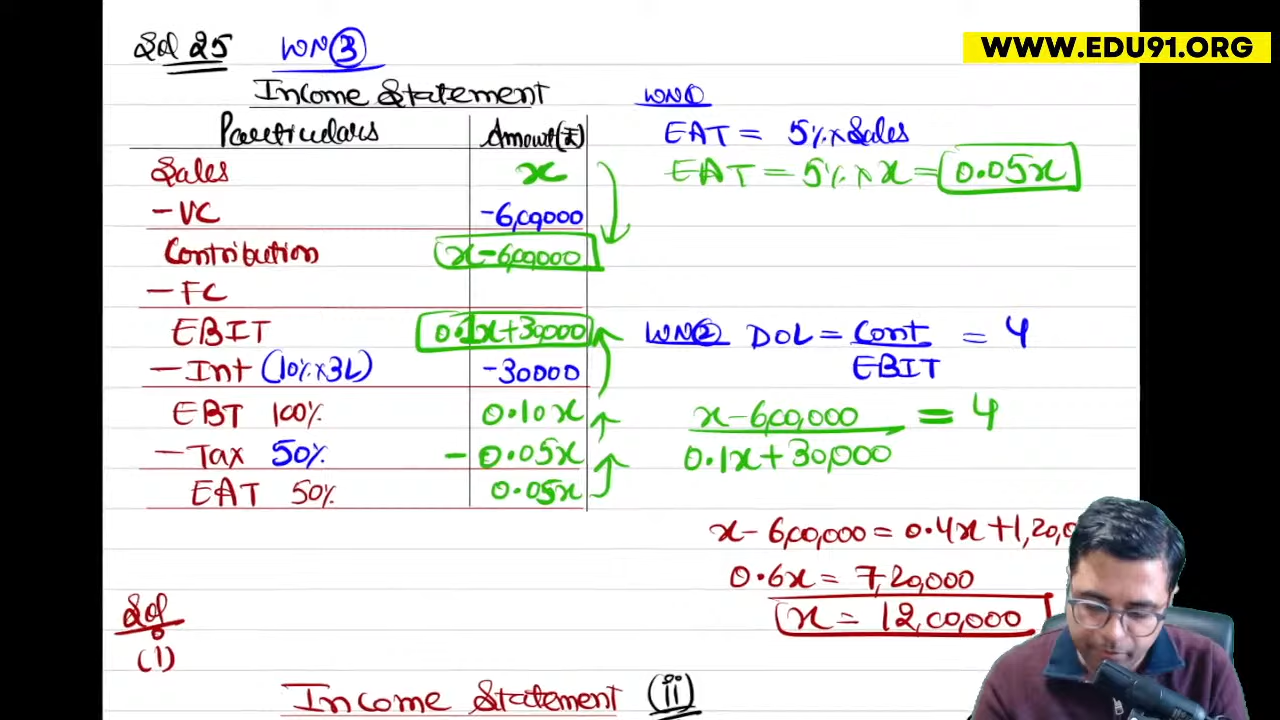 Sol 25 WN③
WWW.EDU91.ORG
Income Statement
Particulars Amount(₹)
Sales x
-VC -6,00,000
Contribution x-6,00,000
-FC
EBIT 0.1x+30,000
-Int (10%x3L) -30000
EBT 100% 0.10x
-Tax 50% -0.05x
EAT 50% 0.05x
WN①
EAT = 5%xSales
EAT = 5%xx = 0.05x
WN② DOL = Cont/EBIT = 4
x-6,00,000 = 4
0.1x+30,000
x-6,00,000 = 0.4x+1,20,0
0.6x = 7,20,000
x = 12,00,000
Sol
(1)
Income Statement (ii)